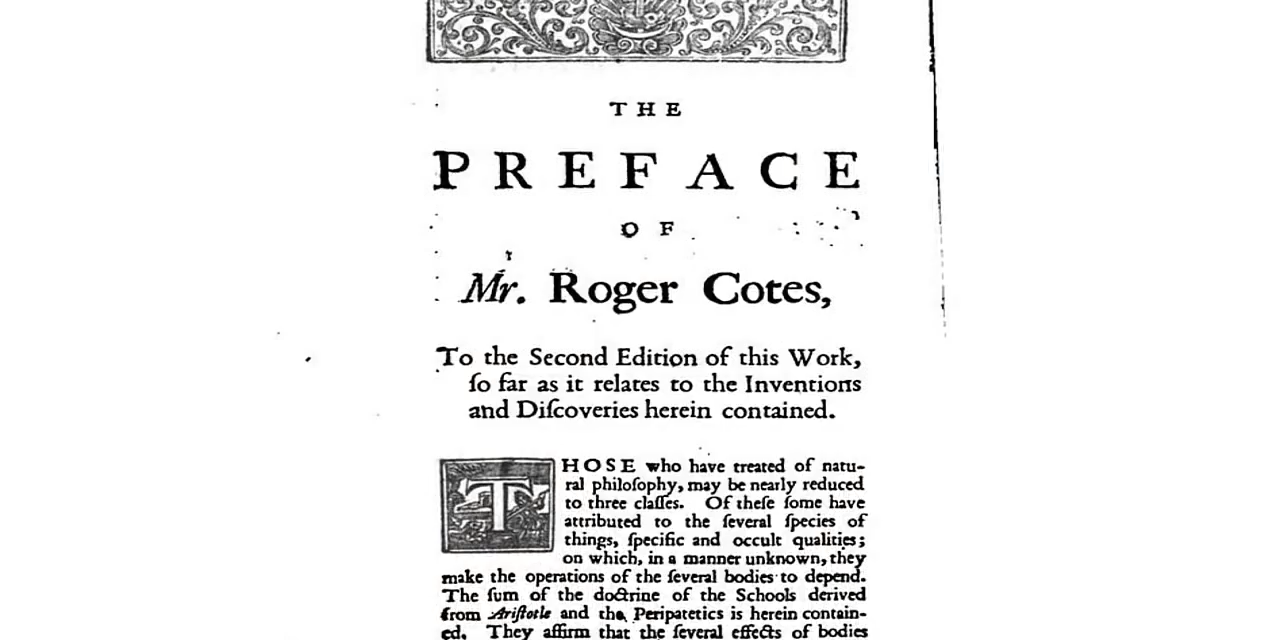 THE
PREFACE
OF
Mr. Roger Cotes,
To the Second Edition of this Work,
ſo far as it relates to the Inventions
and Diſcoveries herein contained.
THOSE who have treated of natu-
ral philoſophy, may be nearly reduced
to three claſſes. Of theſe ſome have
attributed to the ſeveral ſpecies of
things, ſpecific and occult qualities;
on which, in a manner unknown, they
make the operations of the ſeveral bodies to depend.
The ſum of the doctrine of the Schools derived
from Ariſtotle and the Peripatetics is herein contain-
ed. They affirm that the ſeveral effects of bodies